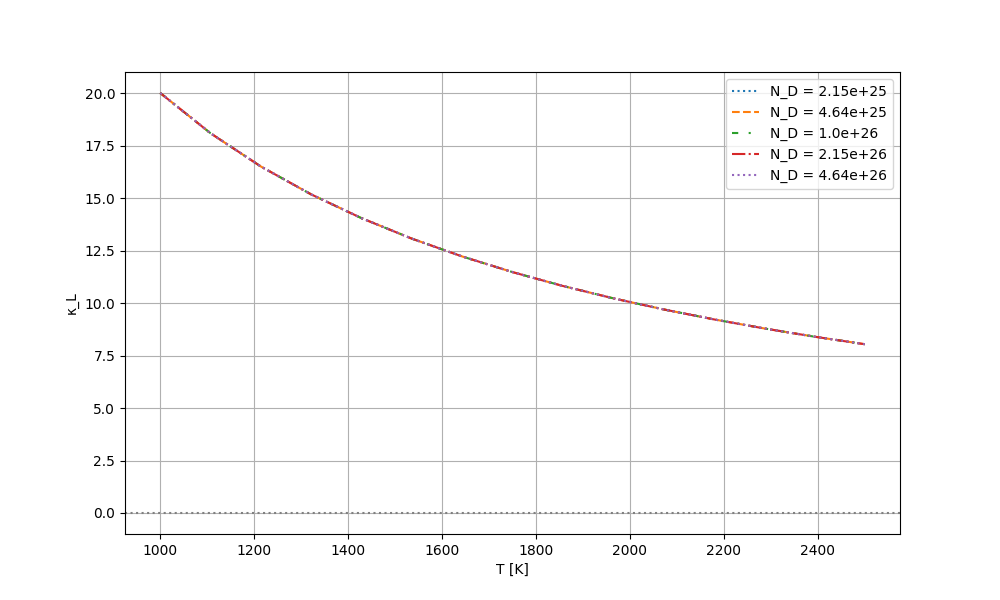 N_D = 2.15e+25
N_D = 4.64e+25
N_D = 1.0e+26
N_D = 2.15e+26
N_D = 4.64e+26
20.0
17.5
15.0
12.5
10.0
7.5
5.0
2.5
0.0
κ_L
1000 1200 1400 1600 1800 2000 2200 2400
T [K]